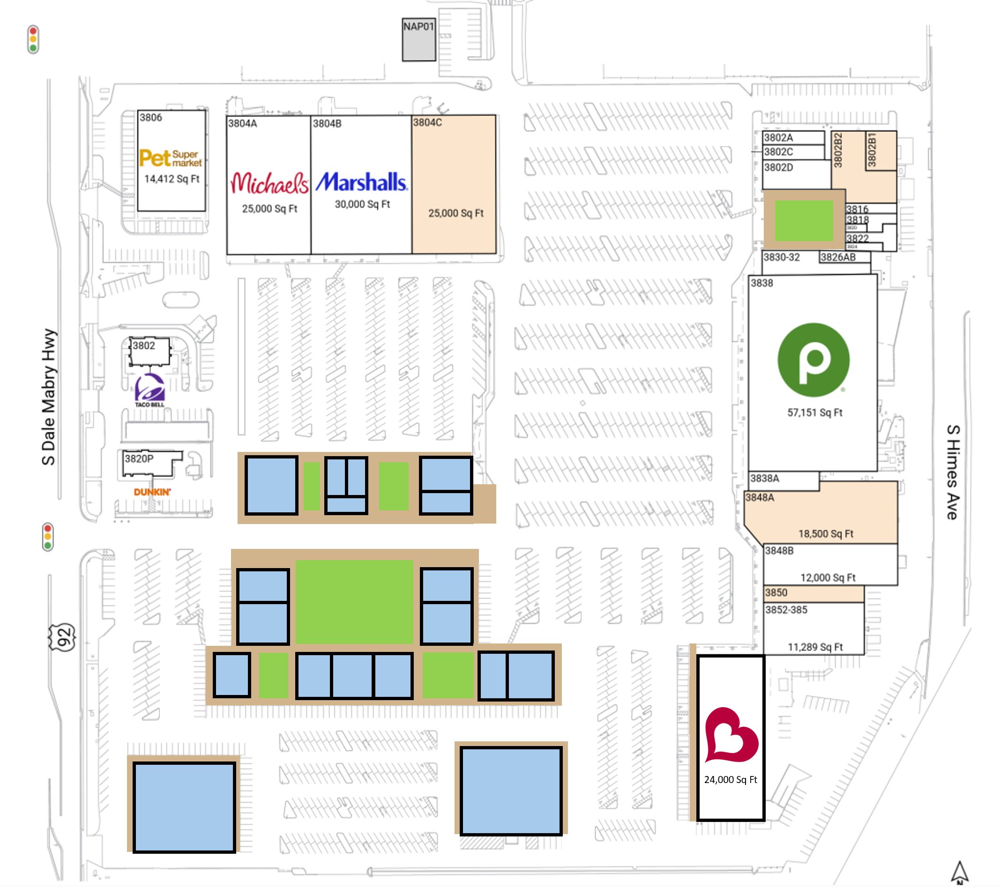 NAP01
3806
Pet Super
market
14,412 Sq Ft
3804A
Michaels
25,000 Sq Ft
3804B
Marshalls
30,000 Sq Ft
3804C
25,000 Sq Ft
3802A
3802C
3802D
3802B2
3802B1
3816
3818
3820
3822
3824
3830-32
3826AB
3838
P
57,151 Sq Ft
3838A
3848A
18,500 Sq Ft
3848B
12,000 Sq Ft
3850
3852-385
11,289 Sq Ft
24,000 Sq Ft
S Dale Mabry Hwy
3802
TACO BELL
3820P
DUNKIN'
92
S Himes Ave
N